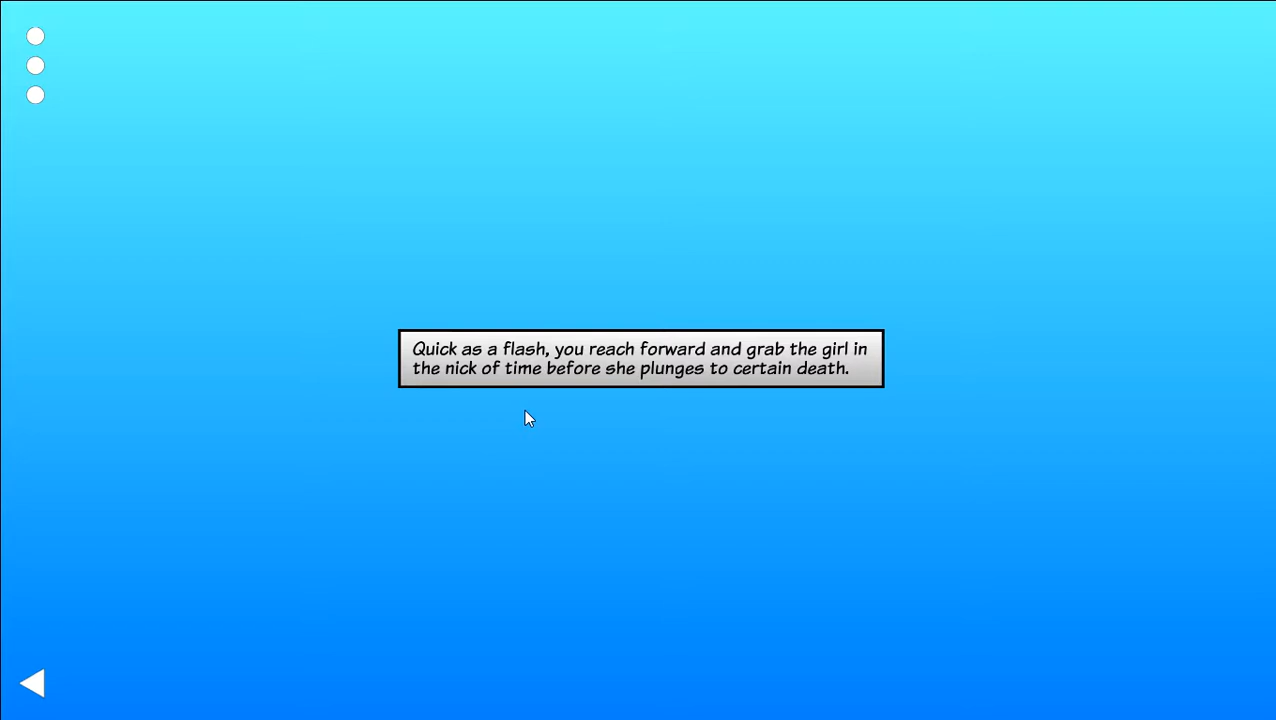 Quick as a flash, you reach forward and grab the girl in
the nick of time before she plunges to certain death.